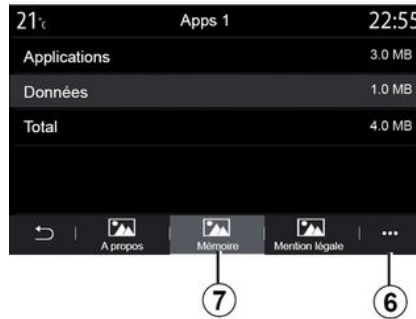 21°c Apps 1 22:55
Applications 3.0 MB
Données 1.0 MB
Total 4.0 MB
A propos Mémoire Mention légale ...
7 6